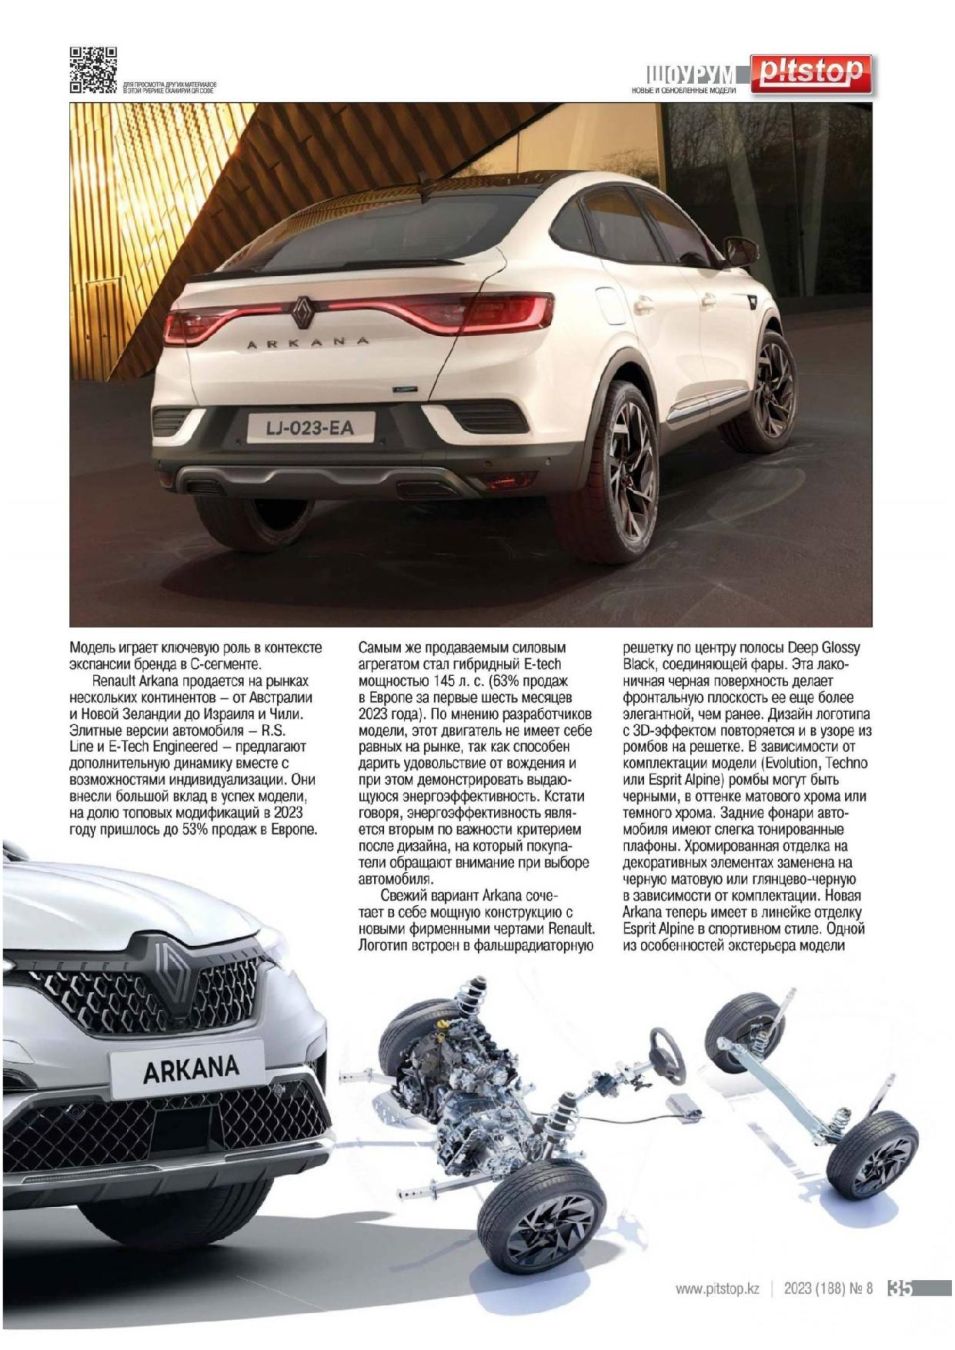 ДЛЯ ПРОСМОТРА ДРУГИХ МАТЕРИАЛОВ
В ЭТОЙ РУБРИКЕ СКАНИРУЙ QR CODE
ШОУРУМ
НОВЫЕ И ОБНОВЛЕННЫЕ МОДЕЛИ
pitstop
ARKANA
LJ-023-EA
Модель играет ключевую роль в контексте
экспансии бренда в С-сегменте.
Renault Arkana продается на рынках
нескольких континентов – от Австралии
и Новой Зеландии до Израиля и Чили.
Элитные версии автомобиля – R.S.
Line и E-Tech Engineered – предлагают
дополнительную динамику вместе с
возможностями индивидуализации. Они
внесли большой вклад в успех модели,
на долю топовых модификаций в 2023
году пришлось до 53% продаж в Европе.
Самым же продаваемым силовым
агрегатом стал гибридный E-tech
мощностью 145 л. с. (63% продаж
в Европе за первые шесть месяцев
2023 года). По мнению разработчиков
модели, этот двигатель не имеет себе
равных на рынке, так как способен
дарить удовольствие от вождения и
при этом демонстрировать выдаю-
щуюся энергоэффективность. Кстати
говоря, энергоэффективность явля-
ется вторым по важности критерием
после дизайна, на который покупа-
тели обращают внимание при выборе
автомобиля.
Свежий вариант Arkana соче-
тает в себе мощную конструкцию с
новыми фирменными чертами Renault.
Логотип встроен в фальшрадиаторную
решетку по центру полосы Deep Glossy
Black, соединяющей фары. Эта лако-
ничная черная поверхность делает
фронтальную плоскость ее еще более
элегантной, чем ранее. Дизайн логотипа
с 3D-эффектом повторяется и в узоре из
ромбов на решетке. В зависимости от
комплектации модели (Evolution, Techno
или Esprit Alpine) ромбы могут быть
черными, в оттенке матового хрома или
темного хрома. Задние фонари авто-
мобиля имеют слегка тонированные
плафоны. Хромированная отделка на
декоративных элементах заменена на
черную матовую или глянцево-черную
в зависимости от комплектации. Новая
Arkana теперь имеет в линейке отделку
Esprit Alpine в спортивном стиле. Одной
из особенностей экстерьера модели
ARKANA
www.pitstop.kz | 2023 (188) № 8 35